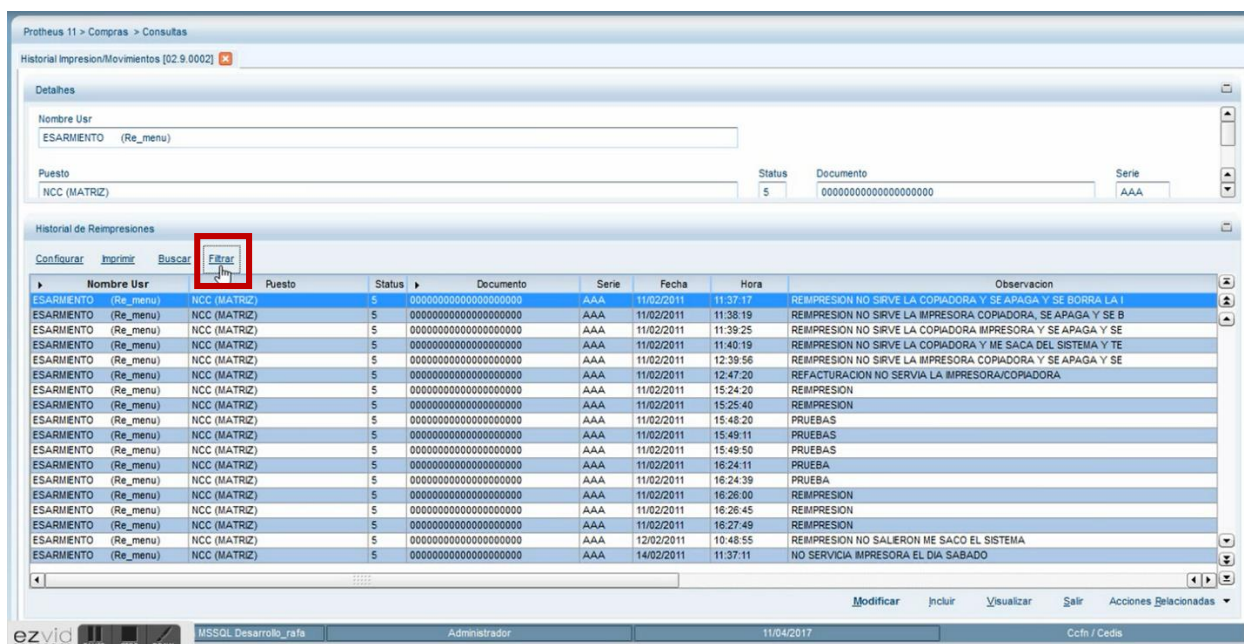 Protheus 11 > Compras > Consultas
Historial Impresion/Movimientos [02.9.0002]
Detalhes
Nombre Usr
ESARMIENTO (Re_menu)
Puesto Status Documento Serie
NCC (MATRIZ) 5 00000000000000000000 AAA
Historial de Reimpresiones
Configurar Imprimir Buscar Filtrar
Nombre Usr Puesto Status Documento Serie Fecha Hora Observacion
ESARMIENTO (Re_menu) NCC (MATRIZ) 5 00000000000000000000 AAA 11/02/2011 11:37:17 REIMPRESION NO SIRVE LA COPIADORA Y SE APAGA Y SE BORRA LA I
ESARMIENTO (Re_menu) NCC (MATRIZ) 5 00000000000000000000 AAA 11/02/2011 11:38:19 REIMPRESION NO SIRVE LA IMPRESORA COPIADORA, SE APAGA Y SE B
ESARMIENTO (Re_menu) NCC (MATRIZ) 5 00000000000000000000 AAA 11/02/2011 11:39:25 REIMPRESION NO SIRVE LA COPIADORA IMPRESORA Y SE APAGA Y SE
ESARMIENTO (Re_menu) NCC (MATRIZ) 5 00000000000000000000 AAA 11/02/2011 11:40:19 REIMPRESION NO SIRVE LA COPIADORA Y ME SACA DEL SISTEMA Y TE
ESARMIENTO (Re_menu) NCC (MATRIZ) 5 00000000000000000000 AAA 11/02/2011 12:39:56 REIMPRESION NO SIRVE LA IMPRESORA COPIADORA Y SE APAGA Y SE
ESARMIENTO (Re_menu) NCC (MATRIZ) 5 00000000000000000000 AAA 11/02/2011 12:47:20 REFACTURACION NO SERVIA LA IMPRESORA/COPIADORA
ESARMIENTO (Re_menu) NCC (MATRIZ) 5 00000000000000000000 AAA 11/02/2011 15:24:20 REIMPRESION
ESARMIENTO (Re_menu) NCC (MATRIZ) 5 00000000000000000000 AAA 11/02/2011 15:25:40 REIMPRESION
ESARMIENTO (Re_menu) NCC (MATRIZ) 5 00000000000000000000 AAA 11/02/2011 15:48:20 PRUEBAS
ESARMIENTO (Re_menu) NCC (MATRIZ) 5 00000000000000000000 AAA 11/02/2011 15:49:11 PRUEBAS
ESARMIENTO (Re_menu) NCC (MATRIZ) 5 00000000000000000000 AAA 11/02/2011 15:49:50 PRUEBAS
ESARMIENTO (Re_menu) NCC (MATRIZ) 5 00000000000000000000 AAA 11/02/2011 16:24:11 PRUEBA
ESARMIENTO (Re_menu) NCC (MATRIZ) 5 00000000000000000000 AAA 11/02/2011 16:24:39 PRUEBA
ESARMIENTO (Re_menu) NCC (MATRIZ) 5 00000000000000000000 AAA 11/02/2011 16:26:00 REIMPRESION
ESARMIENTO (Re_menu) NCC (MATRIZ) 5 00000000000000000000 AAA 11/02/2011 16:26:45 REIMPRESION
ESARMIENTO (Re_menu) NCC (MATRIZ) 5 00000000000000000000 AAA 11/02/2011 16:27:49 REIMPRESION
ESARMIENTO (Re_menu) NCC (MATRIZ) 5 00000000000000000000 AAA 12/02/2011 10:48:55 REIMPRESION NO SALIERON ME SACO EL SISTEMA
ESARMIENTO (Re_menu) NCC (MATRIZ) 5 00000000000000000000 AAA 14/02/2011 11:37:11 NO SERVICIA IMPRESORA EL DIA SABADO
Modificar Incluir Visualizar Salir Acciones Relacionadas
ezvid MSSQL Desarrollo_rafa Administrador 11/04/2017 Ccfn / Cedis